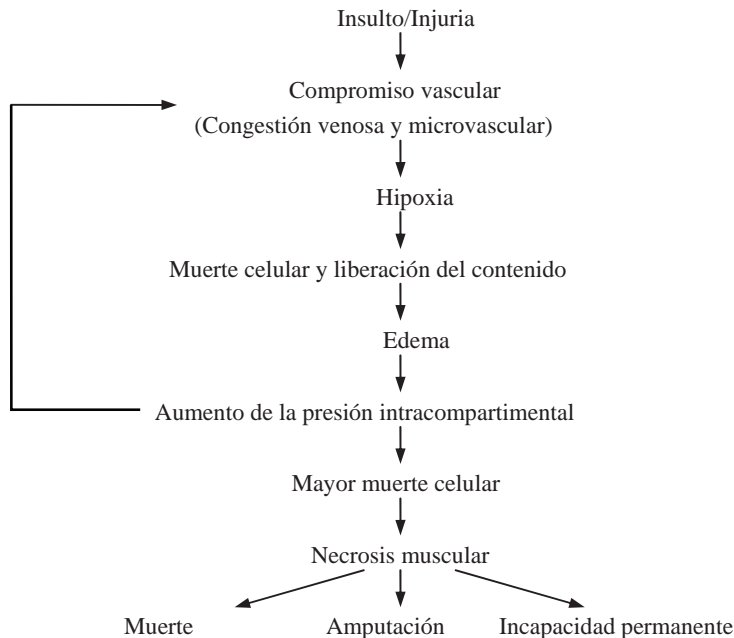 Insulto/Injuria
Compromiso vascular
(Congestión venosa y microvascular)
Hipoxia
Muerte celular y liberación del contenido
Edema
Aumento de la presión intracompartimental
Mayor muerte celular
Necrosis muscular
Muerte Amputación Incapacidad permanente